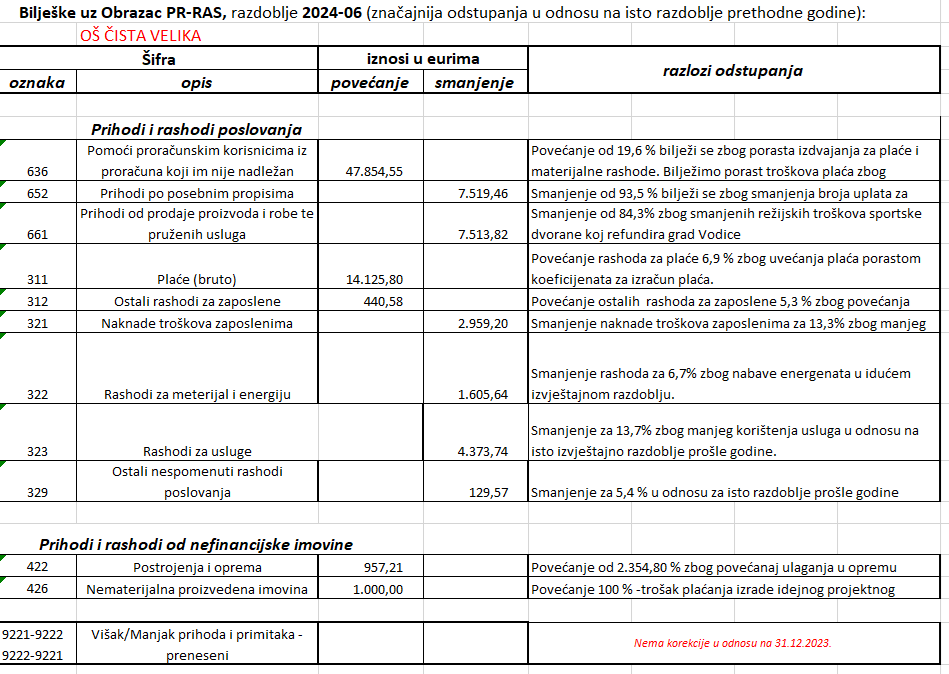 Bilješke uz Obrazac PR-RAS, razdoblje 2024-06 (značajnija odstupanja u odnosu na isto razdoblje prethodne godine):
OŠ ČISTA VELIKA
Šifra iznosi u eurima razlozi odstupanja
oznaka opis povećanje smanjenje
Prihodi i rashodi poslovanja
Pomoći proračunskim korisnicima iz Povećanje od 19,6 % bilježi se zbog porasta izdvajanja za plaće i
636 proračuna koji im nije nadležan 47.854,55 materijalne rashode. Bilježimo porast troškova plaća zbog
652 Prihodi po posebnim propisima 7.519,46 Smanjenje od 93,5 % bilježi se zbog smanjenja broja uplata za
Prihodi od prodaje proizvoda i robe te Smanjenje od 84,3% zbog smanjenih režijskih troškova sportske
661 pruženih usluga 7.513,82 dvorane koj refundira grad Vodice
Povećanje rashoda za plaće 6,9 % zbog uvećanja plaća porastom
311 Plaće (bruto) 14.125,80 koeficijenata za izračun plaća.
312 Ostali rashodi za zaposlene 440,58 Povećanje ostalih rashoda za zaposlene 5,3 % zbog povećanja
321 Naknade troškova zaposlenima 2.959,20 Smanjenje naknade troškova zaposlenima za 13,3% zbog manjeg
Smanjenje rashoda za 6,7% zbog nabave energenata u idućem
322 Rashodi za meterijal i energiju 1.605,64 izvještajnom razdoblju.
Smanjenje za 13,7% zbog manjeg korištenja usluga u odnosu na
323 Rashodi za usluge 4.373,74 isto izvještajno razdoblje prošle godine.
Ostali nespomenuti rashodi
329 poslovanja 129,57 Smanjenje za 5,4 % u odnosu za isto razdoblje prošle godine
Prihodi i rashodi od nefinancijske imovine
422 Postrojenja i oprema 957,21 Povećanje od 2.354,80 % zbog povećanaj ulaganja u opremu
426 Nematerijalna proizvedena imovina 1.000,00 Povećanje 100 % -trošak plaćanja izrade idejnog projektnog
9221-9222 Višak/Manjak prihoda i primitaka - Nema korekcije u odnosu na 31.12.2023.
9222-9221 preneseni